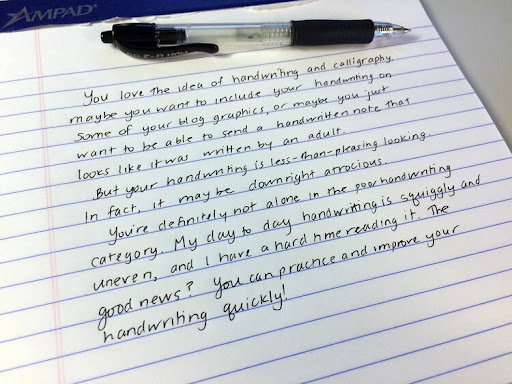 AMPAD
You love the idea of handwriting and calligraphy.
maybe you want to include your handwriting on
some of your blog graphics, or maybe you just
want to be able to send a handwritten note that
looks like it was written by an adult.
But your handwriting is less-than-pleasing looking.
In fact, it may be downright atrocious.
You're definitely not alone in the poor handwriting
category. My day to day handwriting is squiggly and
uneven, and I have a hard time reading it. The
good news? You can practice and improve your
handwriting quickly!